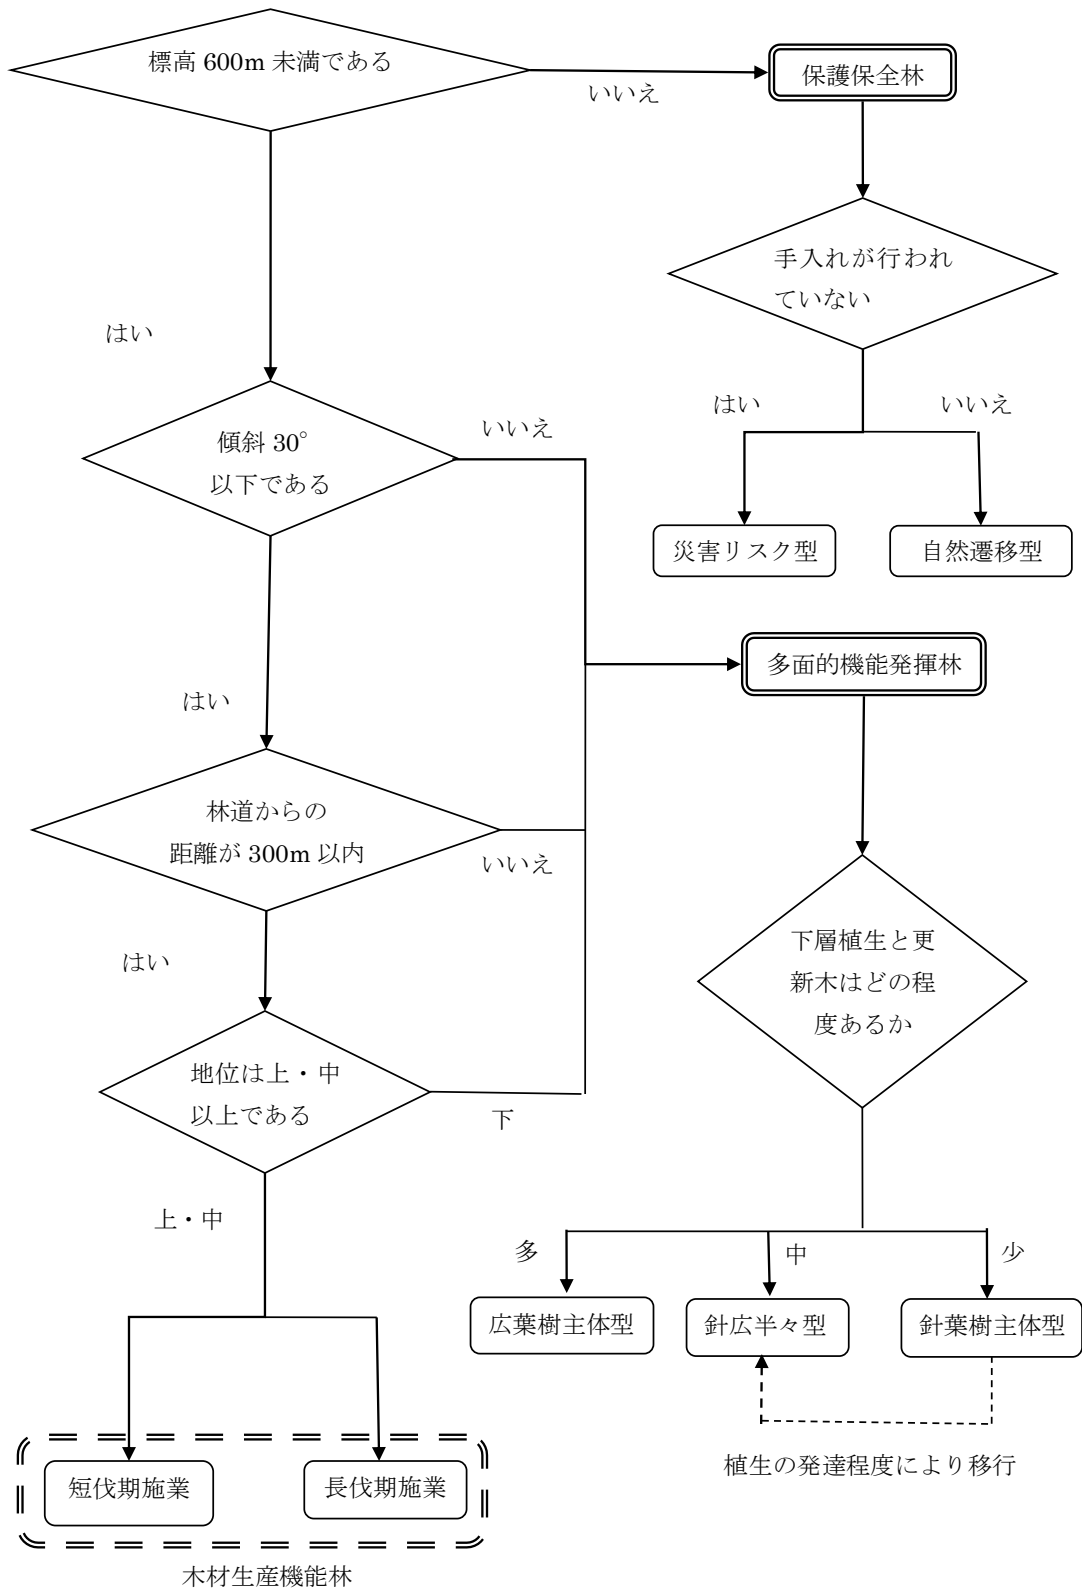 標高 600m 未満である
いいえ
保護保全林
手入れが行われ
ていない
はい
はい
いいえ
傾斜 30°
以下である
いいえ
災害リスク型
自然遷移型
多面的機能発揮林
はい
林道からの
距離が 300m 以内
いいえ
はい
下層植生と更
新木はどの程
度あるか
地位は上・中
以上である
下
上・中
多
中
少
広葉樹主体型
針広半々型
針葉樹主体型
植生の発達程度により移行
短伐期施業
長伐期施業
木材生産機能林